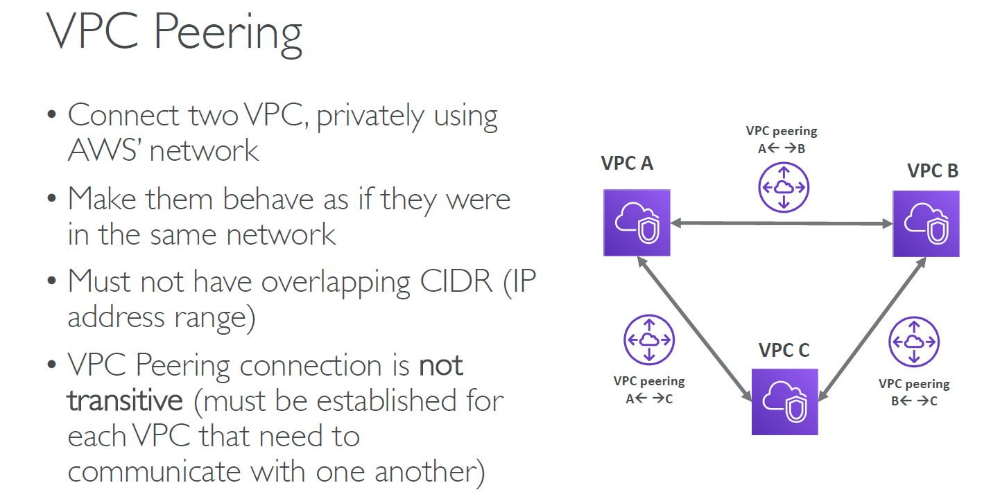 VPC Peering
• Connect two VPC, privately using
AWS’ network
• Make them behave as if they were
in the same network
• Must not have overlapping CIDR (IP
address range)
• VPC Peering connection is not
transitive (must be established for
each VPC that need to
communicate with one another)
VPC peering
A← →B
VPC A
VPC B
VPC peering
A← →C
VPC C
VPC peering
B← →C